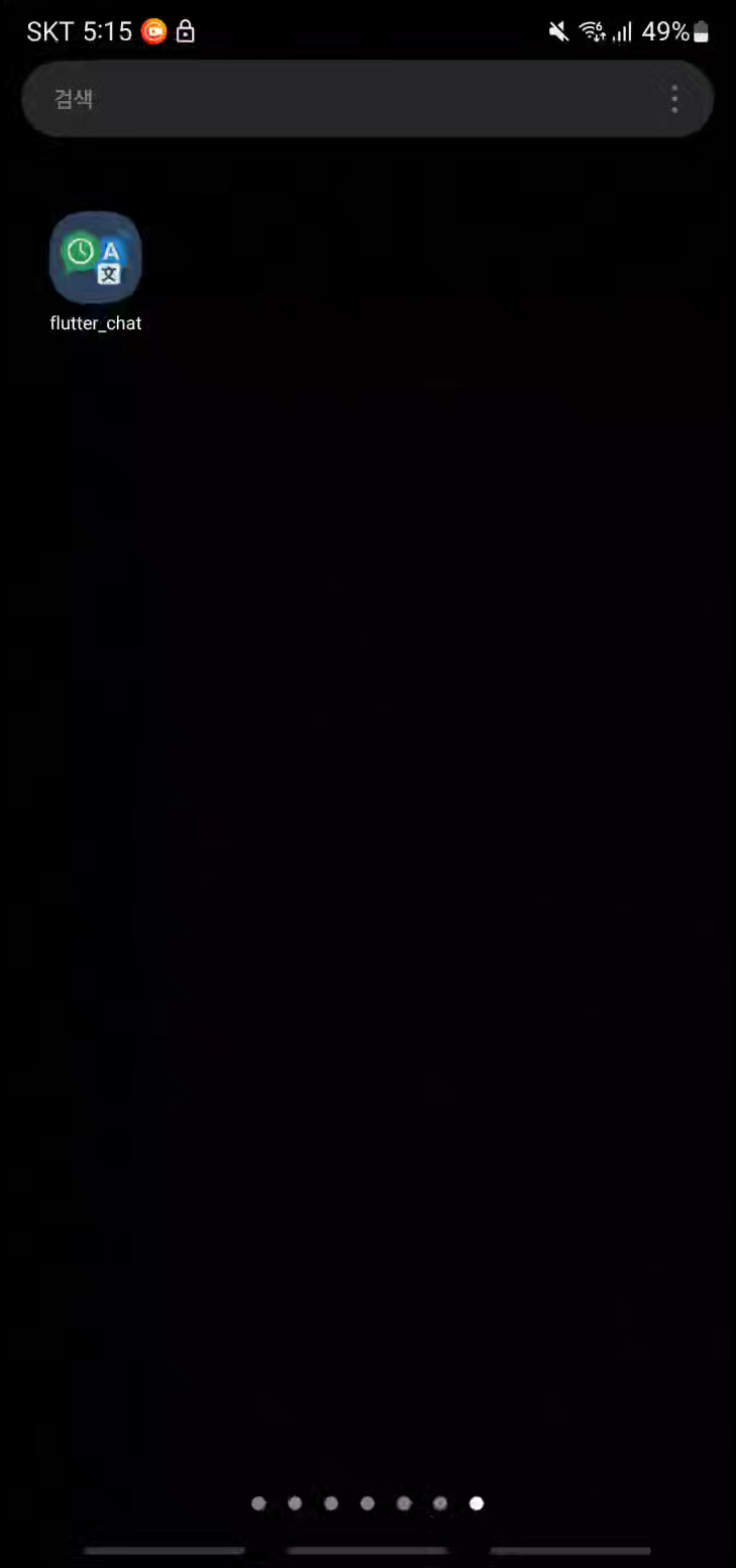 SKT 5:15 49%
검색
A
文
flutter_chat